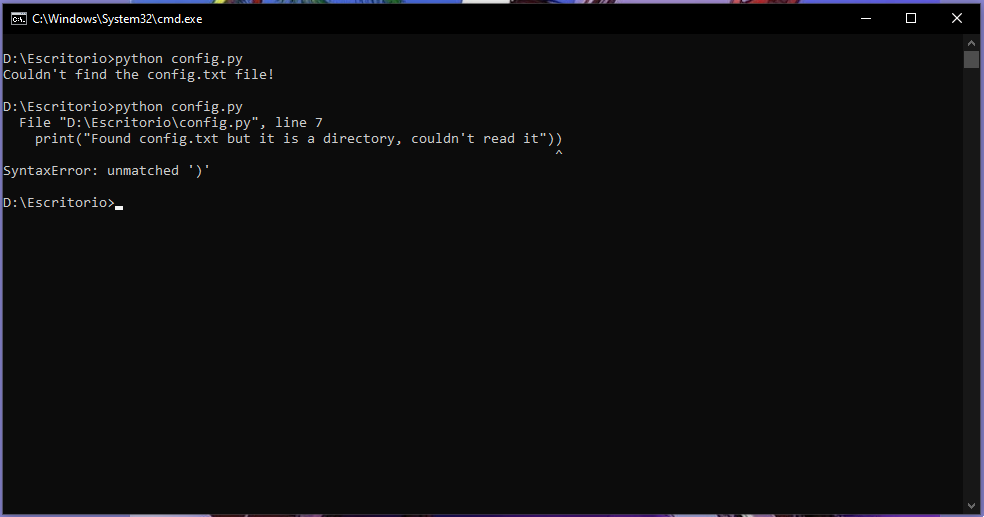 C:\Windows\System32\cmd.exe
D:\Escritorio>python config.py
Couldn't find the config.txt file!
D:\Escritorio>python config.py
  File "D:\Escritorio\config.py", line 7
    print("Found config.txt but it is a directory, couldn't read it"))
                                                                     ^
SyntaxError: unmatched ')'
D:\Escritorio>